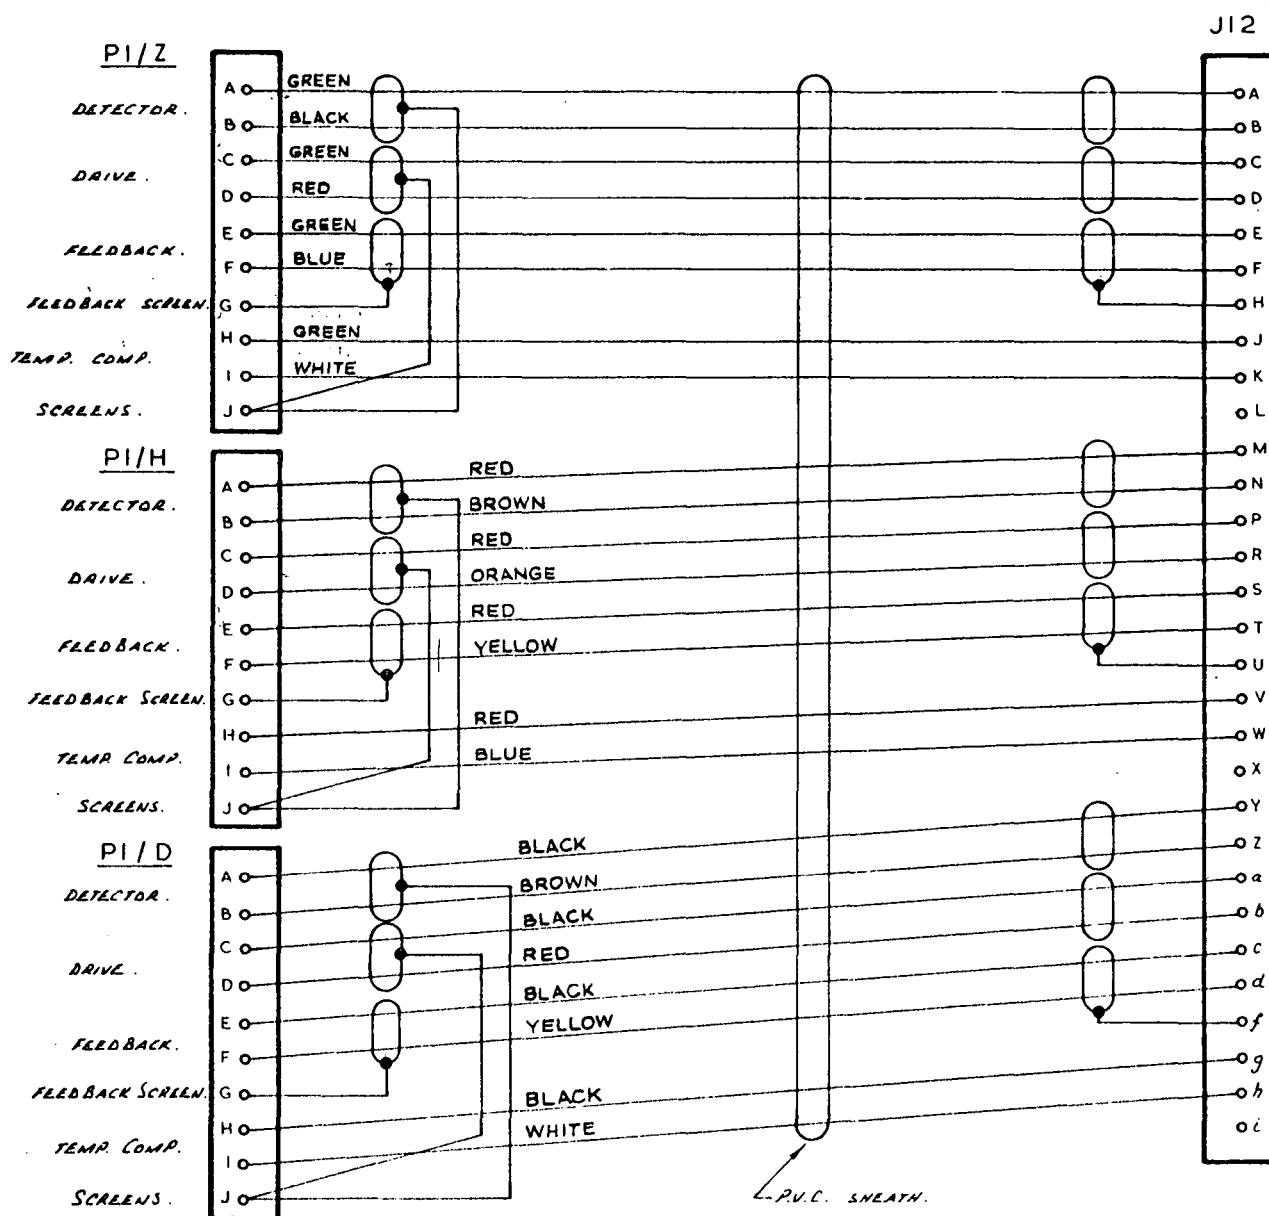 J12
P1/Z
A GREEN A
DETECTOR.
B BLACK B
C GREEN C
DRIVE.
D RED D
E GREEN E
FEEDBACK.
F BLUE F
FEEDBACK SCREEN. G H
H GREEN J
TEMP. COMP.
I WHITE K
SCREENS. J L
P1/H
A RED M
DETECTOR.
B BROWN N
C RED P
DRIVE.
D ORANGE R
E RED S
FEEDBACK.
F YELLOW T
FEEDBACK SCREEN. G U
H RED V
TEMP. COMP.
I BLUE W
SCREENS. J X
P1/D
A BLACK Y
DETECTOR.
B BROWN Z
C BLACK a
DRIVE.
D RED b
E BLACK c
FEEDBACK.
F YELLOW d
FEEDBACK SCREEN. G f
H BLACK g
TEMP. COMP.
I WHITE h
SCREENS. J i
P.V.C. SHEATH.